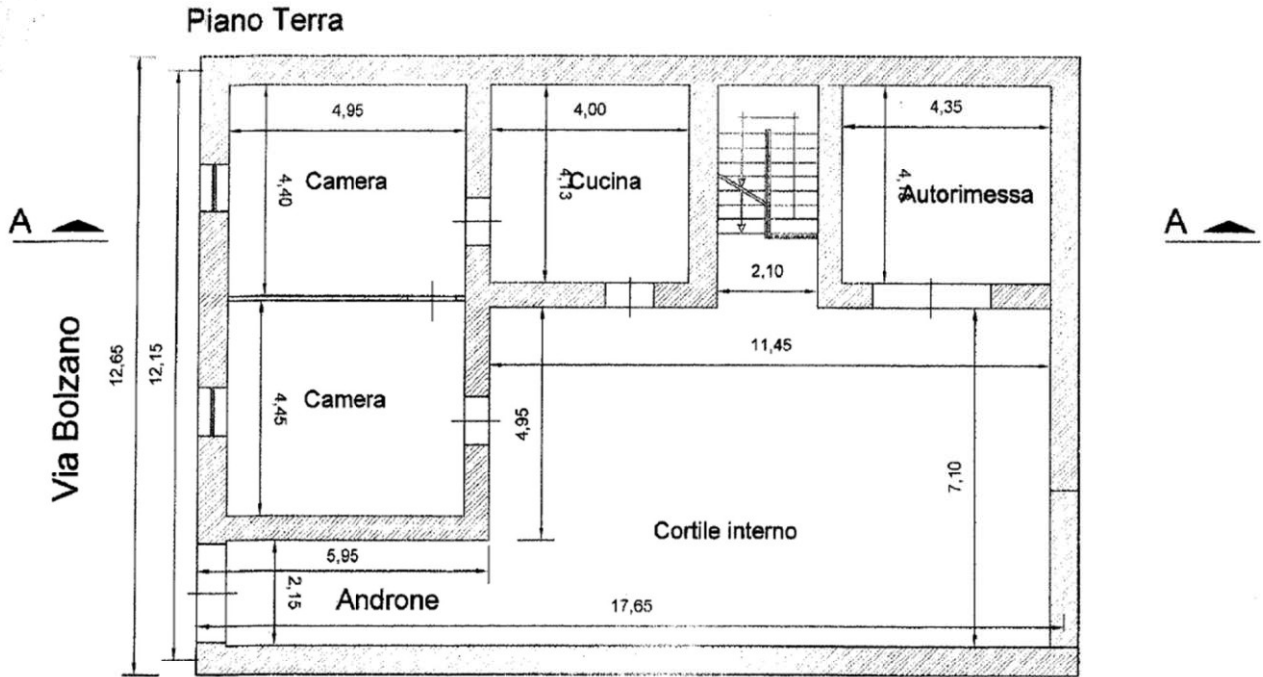 Piano Terra
4,95
4,00
4,35
Camera
4,40
Cucina
4,13
Autorimessa
A
A
2,10
Via Bolzano
12,65
12,15
11,45
Camera
4,45
4,95
7,10
Cortile interno
5,95
2,15
Androne
17,65